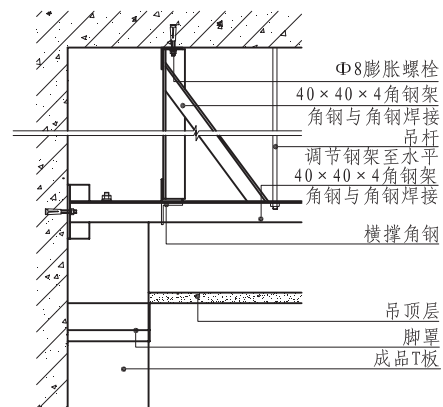 Φ8膨胀螺栓
40×40×4角钢架
角钢与角钢焊接
吊杆
调节钢架至水平
40×40×4角钢架
角钢与角钢焊接
横撑角钢
吊顶层
脚罩
成品T板